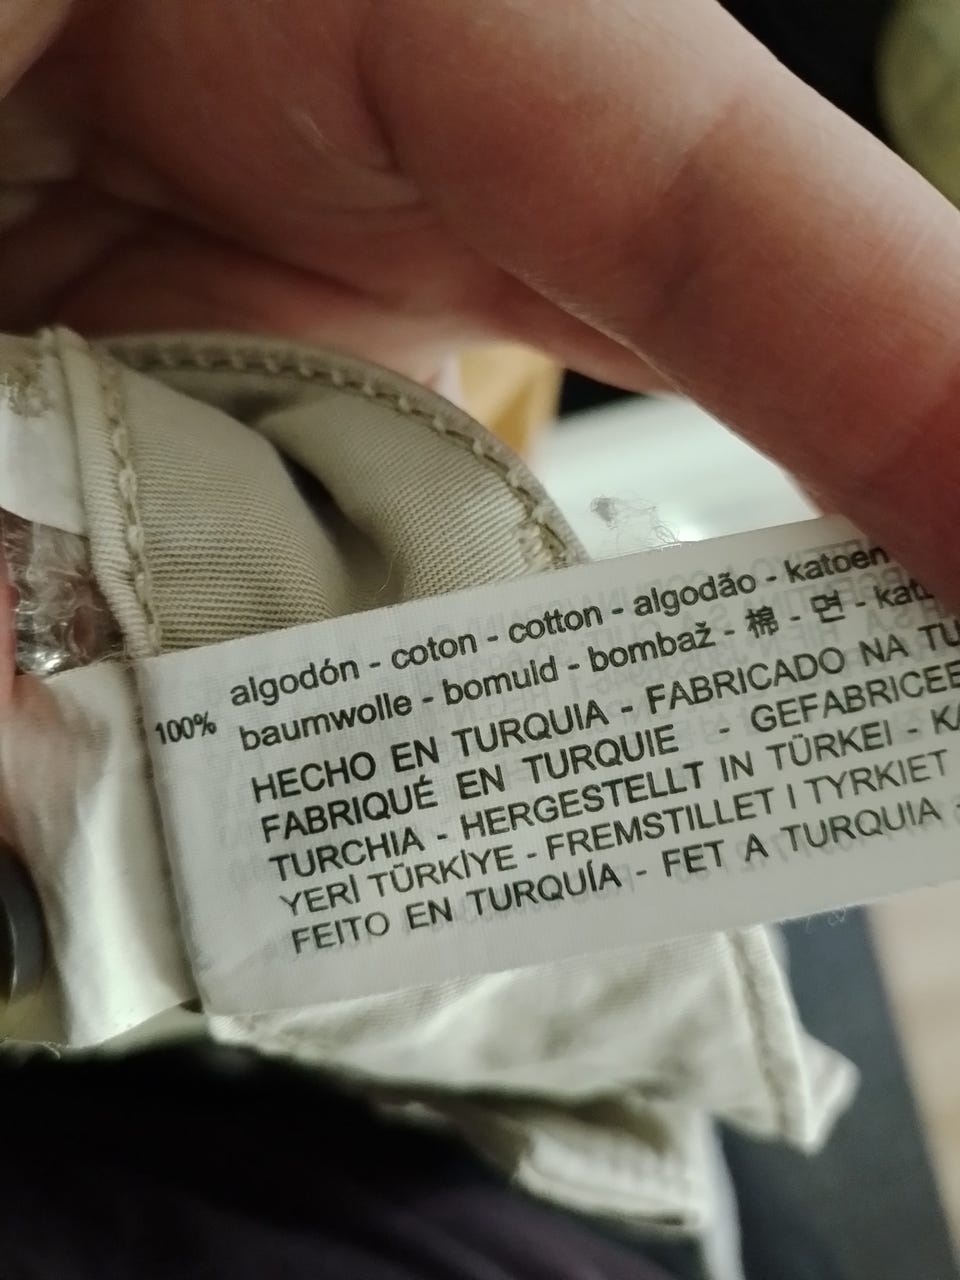 100% algodón - coton - cotton - algodão - katoen
baumwolle - bomuld - bombaž - 棉 - 면 -
HECHO EN TURQUIA - FABRICADO NA
FABRIQUÉ EN TURQUIE - GEFABRICEE
TURCHIA - HERGESTELLT IN TÜRKEI -
YERİ TÜRKİYE - FREMSTILLET I TYRKIET
FEITO EN TURQUÍA - FET A TURQUIA -